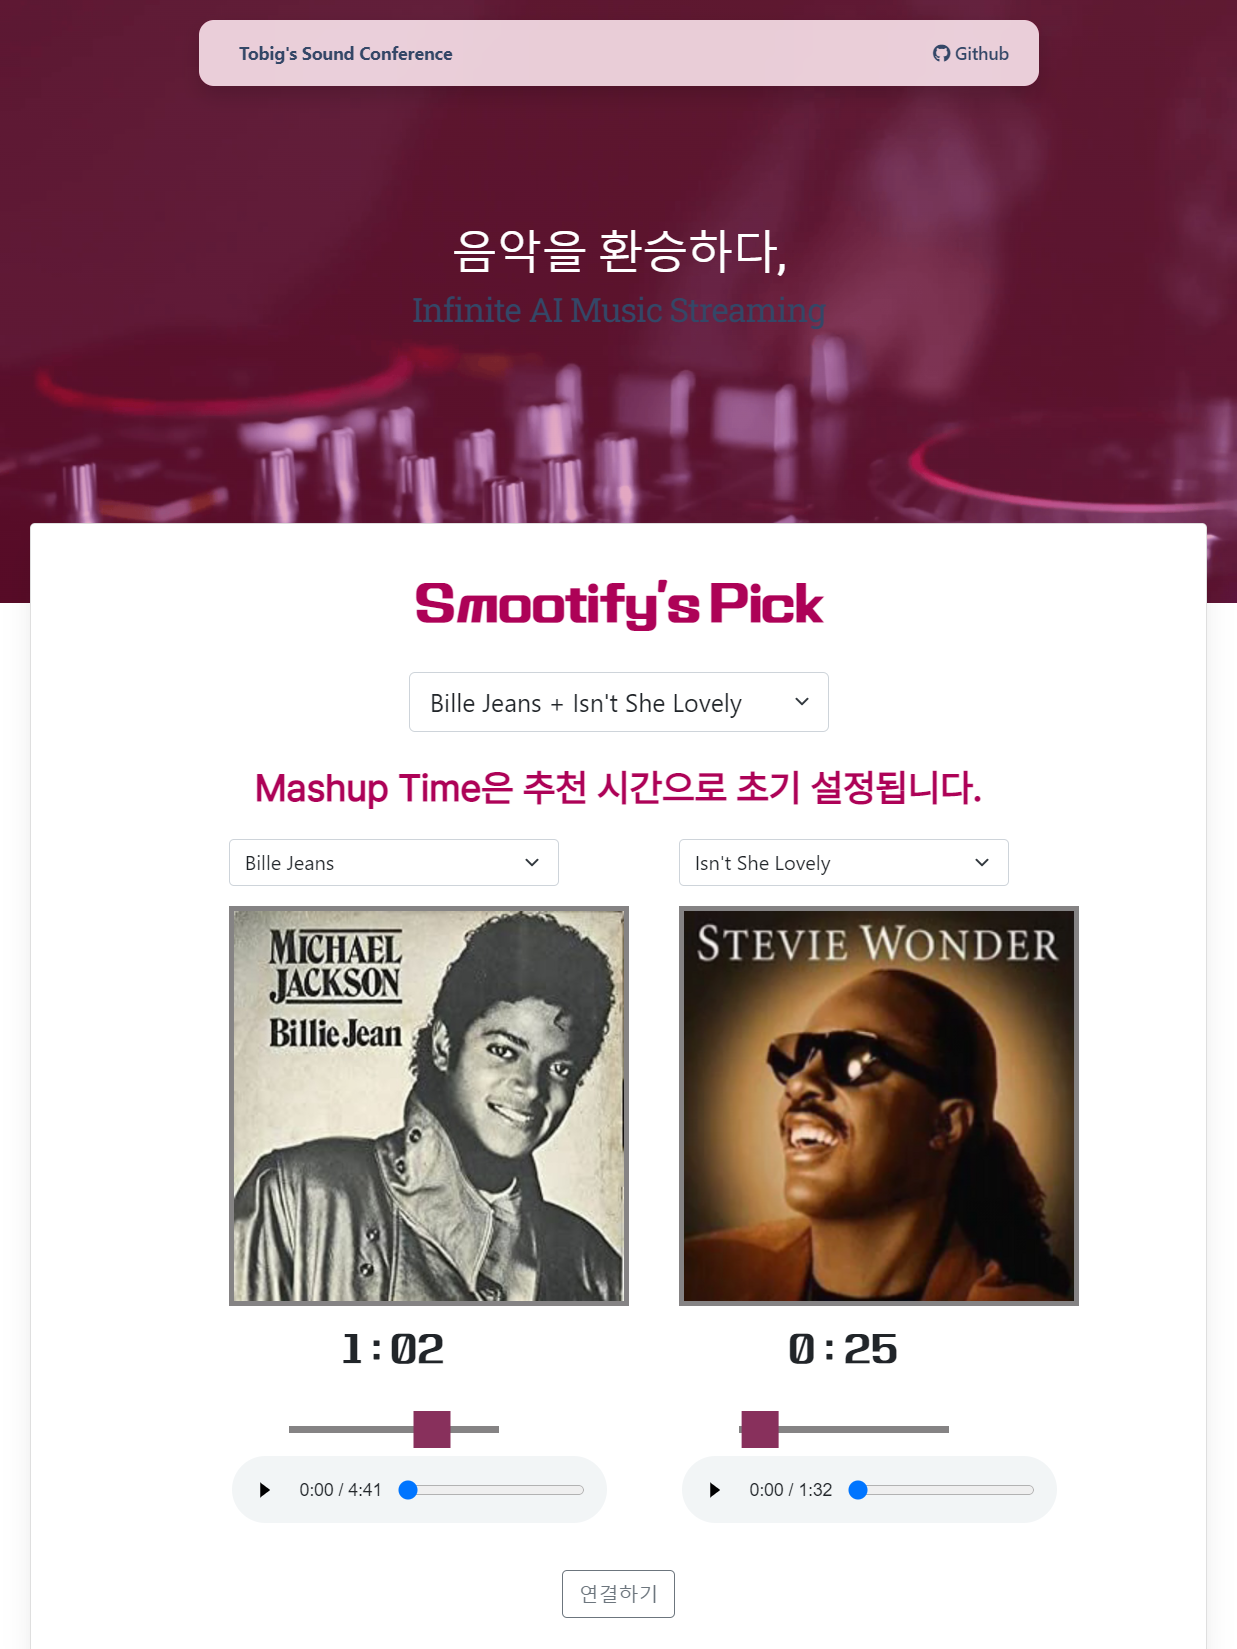 Tobig's Sound Conference
Github
음악을 환승하다,
Infinite AI Music Streaming
Smootify's Pick
Bille Jeans + Isn't She Lovely
Mashup Time은 추천 시간으로 초기 설정됩니다.
Bille Jeans
Isn't She Lovely
MICHAEL
JACKSON
Billie Jean
STEVIE WONDER
1:02
0:25
0:00 / 4:41
0:00 / 1:32
연결하기